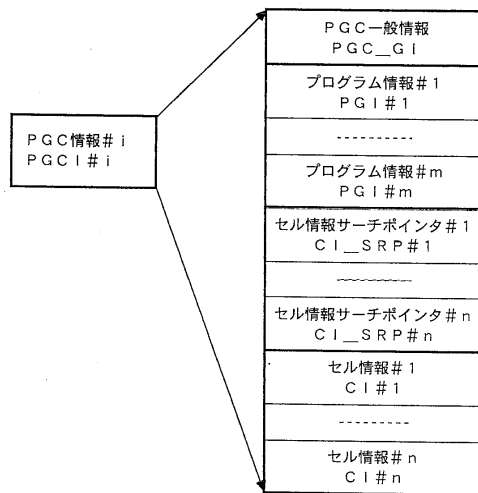 PGC情報#i
PGCI#i
PGC一般情報
PGC__GI
プログラム情報#1
PGI#1
----------
プログラム情報#m
PGI#m
セル情報サーチポインタ#1
CI__SRP#1
~~~~~~~~~~
セル情報サーチポインタ#n
CI__SRP#n
セル情報#1
CI#1
---------
セル情報#n
CI#n